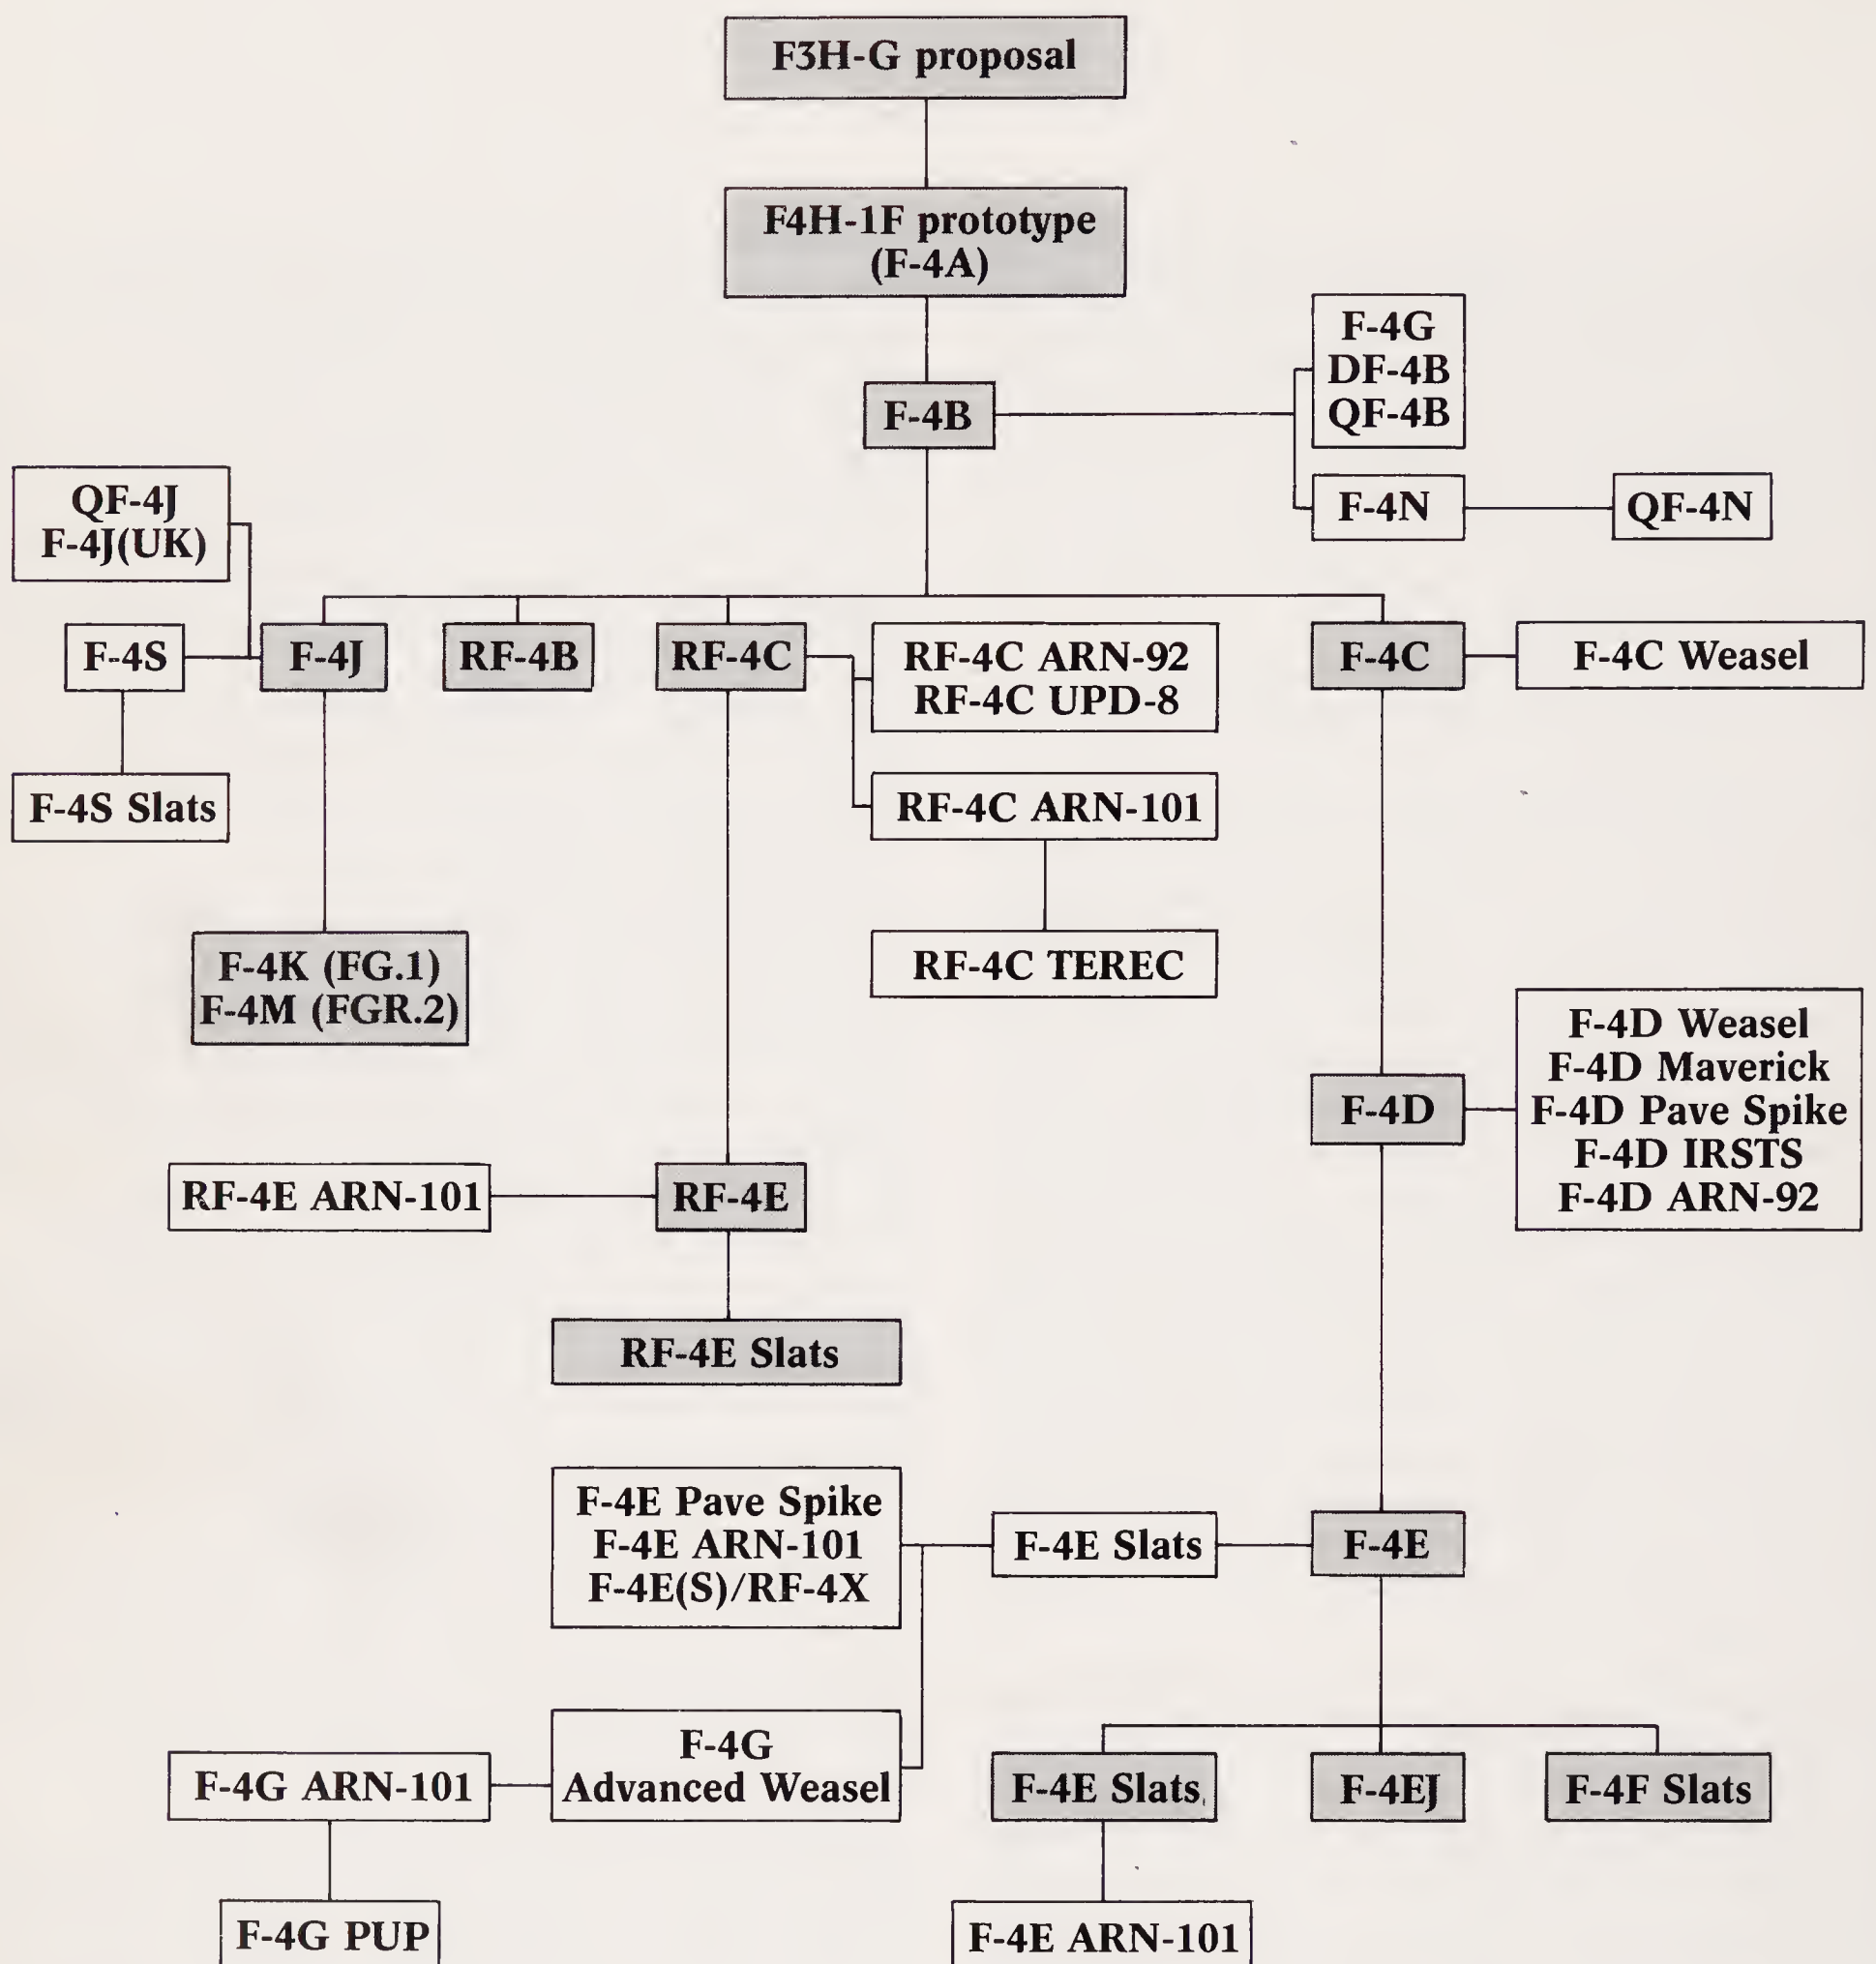 F3H-G proposal
F4H-1F prototype
(F-4A)
F-4G
DF-4B
QF-4B
F-4B
QF-4J
F-4J(UK)
F-4N
QF-4N
F-4S
F-4J
RF-4B
RF-4C
RF-4C ARN-92
RF-4C UPD-8
F-4C
F-4C Weasel
F-4S Slats
RF-4C ARN-101
F-4K (FG.1)
F-4M (FGR.2)
RF-4C TEREC
F-4D
F-4D Weasel
F-4D Maverick
F-4D Pave Spike
F-4D IRSTS
F-4D ARN-92
RF-4E ARN-101
RF-4E
RF-4E Slats
F-4E Pave Spike
F-4E ARN-101
F-4E(S)/RF-4X
F-4E Slats
F-4E
F-4G ARN-101
F-4G
Advanced Weasel
F-4E Slats
F-4EJ
F-4F Slats
F-4G PUP
F-4E ARN-101